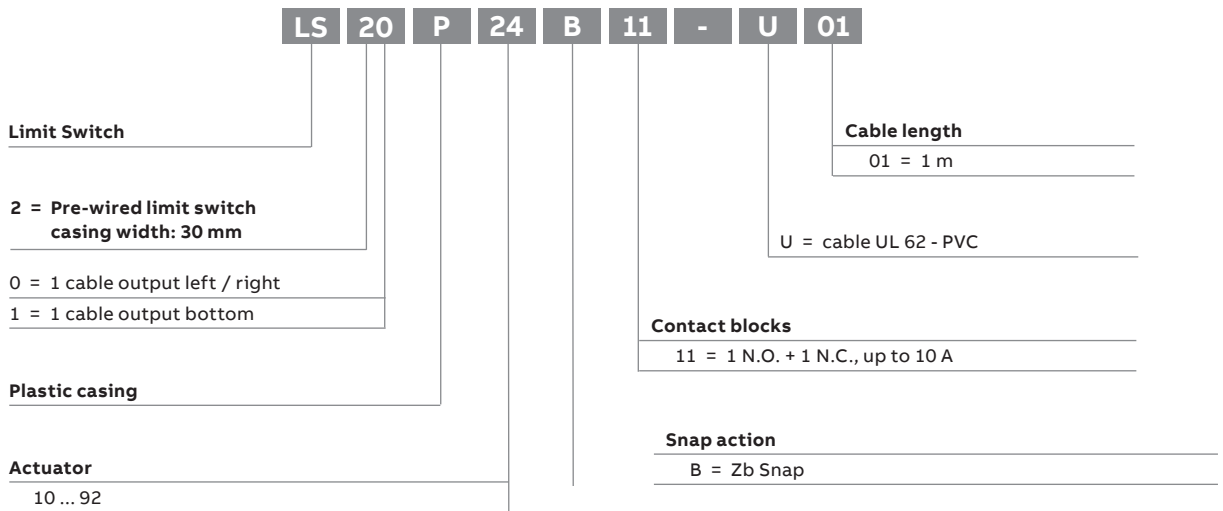 LS 20 P 24 B 11 - U 01
Limit Switch
2 = Pre-wired limit switch
casing width: 30 mm
0 = 1 cable output left / right
1 = 1 cable output bottom
Plastic casing
Actuator
10 ... 92
Cable length
01 = 1 m
U = cable UL 62 - PVC
Contact blocks
11 = 1 N.O. + 1 N.C., up to 10 A
Snap action
B = Zb Snap